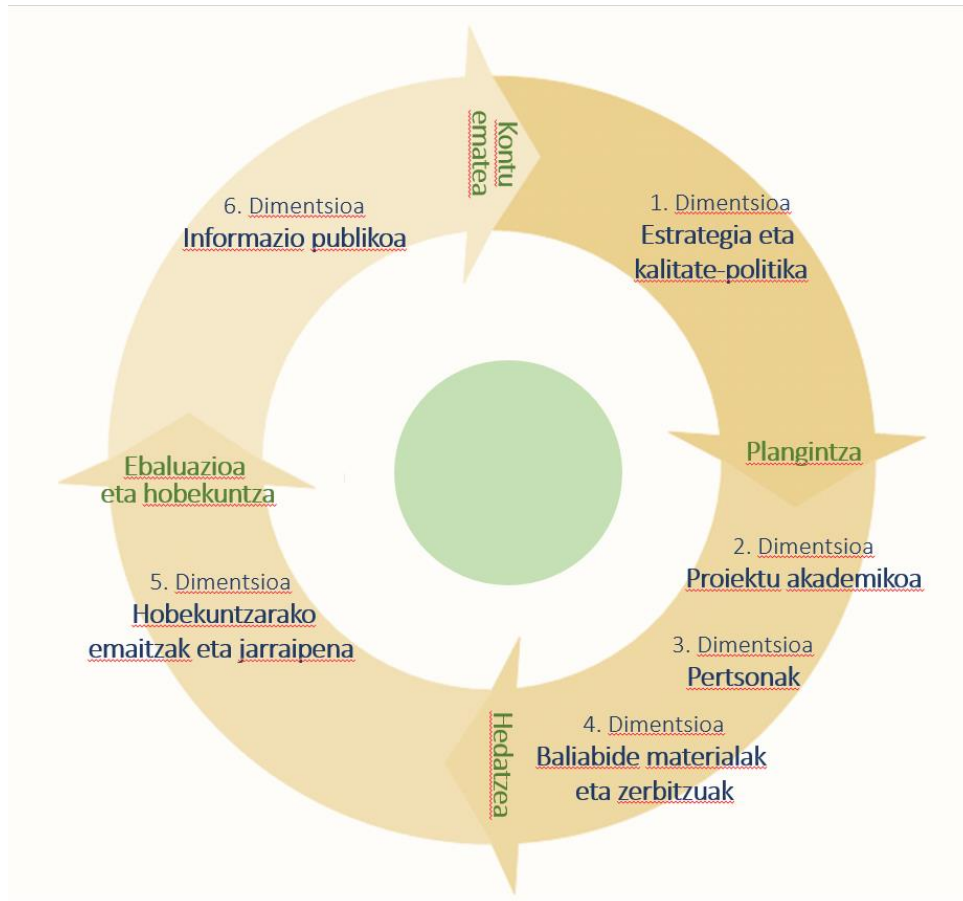 Kontu
ematea
1. Dimentsioa
Estrategia eta
kalitate-politika
Plangintza
2. Dimentsioa
Proiektu akademikoa
3. Dimentsioa
Pertsonak
4. Dimentsioa
Baliabide materialak
eta zerbitzuak
Hedatzea
5. Dimentsioa
Hobekuntzarako
emaitzak eta jarraipena
Ebaluazioa
eta hobekuntza
6. Dimentsioa
Informazio publikoa